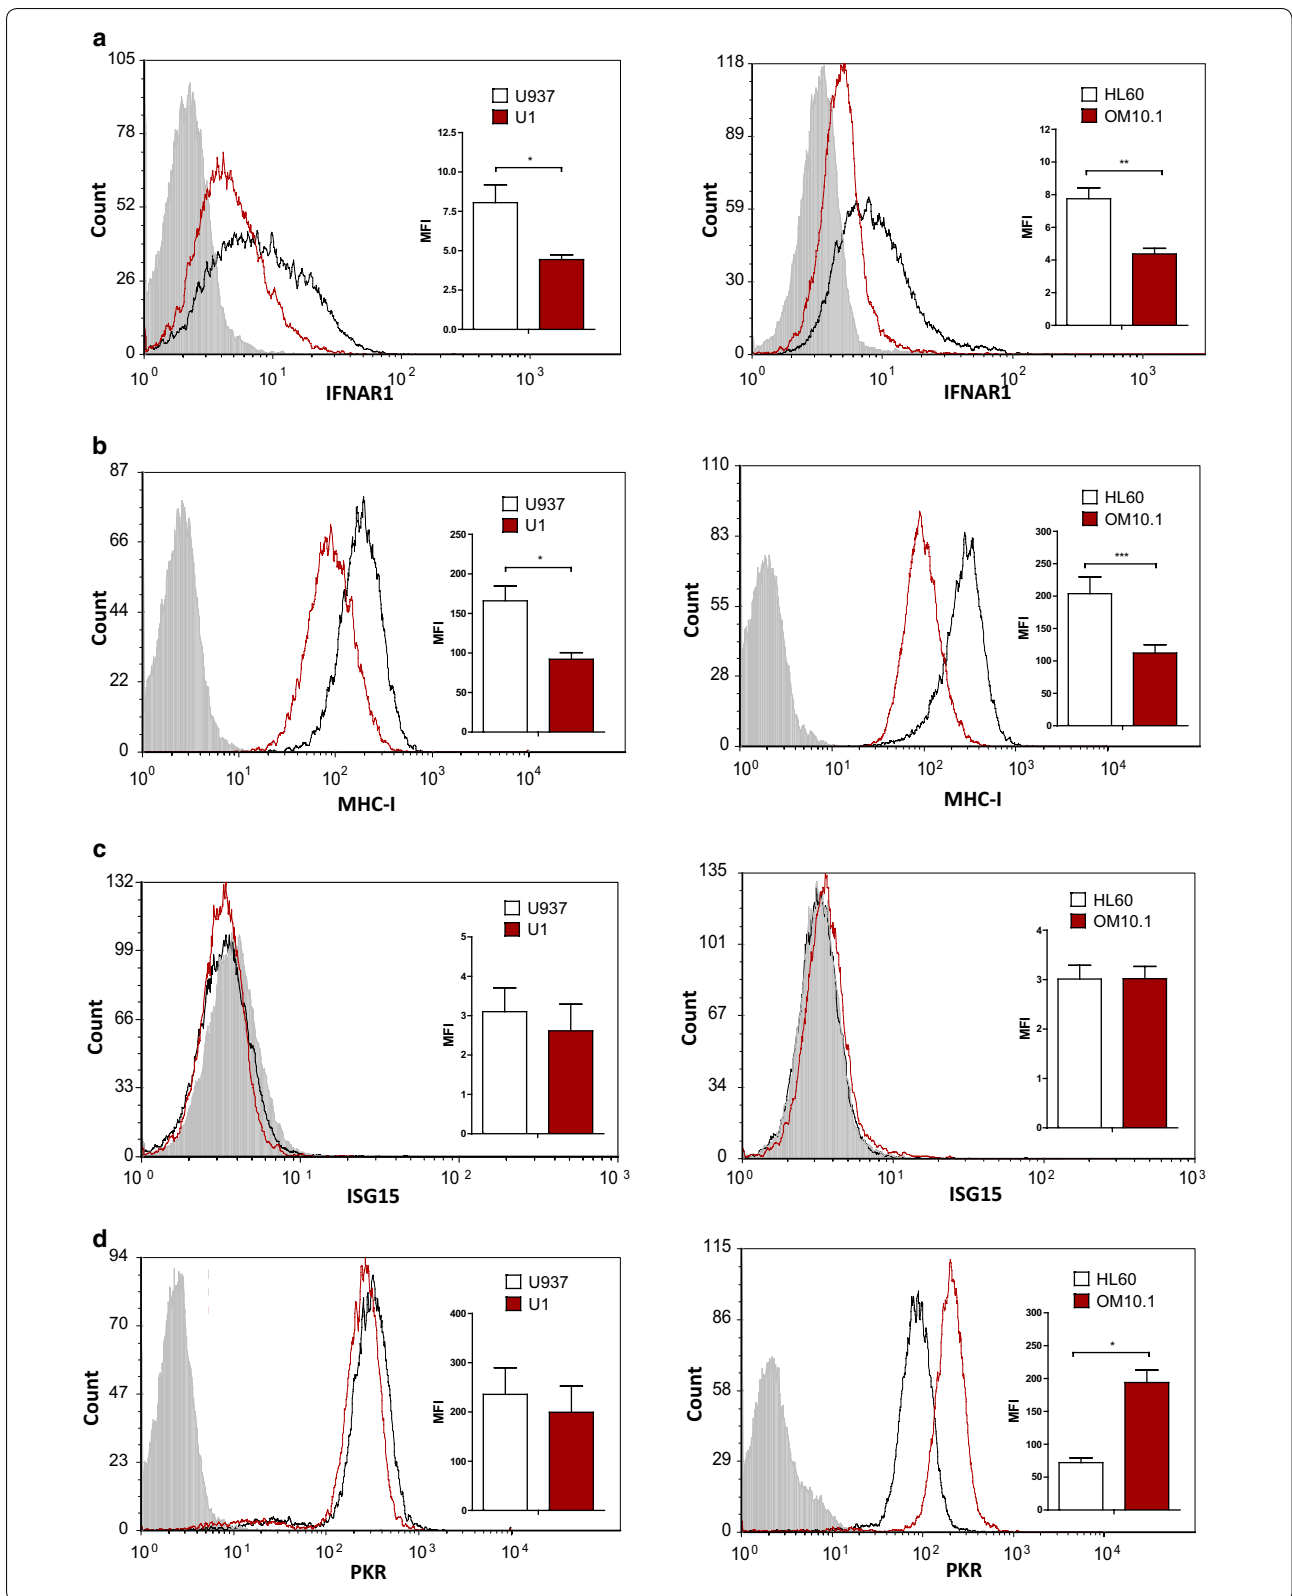 a
105
78
52
26
0
Count
10^0 10^1 10^2 10^3
IFNAR1
U937
U1
12.5
10.0
7.5
5.0
2.5
0.0
MFI
*
118
89
59
30
0
Count
10^0 10^1 10^2 10^3
IFNAR1
HL60
OM10.1
12
10
8
6
4
2
0
MFI
**
b
87
66
44
22
0
Count
10^0 10^1 10^2 10^3 10^4
MHC-I
U937
U1
250
200
150
100
50
0
MFI
*
110
83
55
28
0
Count
10^0 10^1 10^2 10^3 10^4
MHC-I
HL60
OM10.1
300
250
200
150
100
50
0
MFI
***
c
132
99
66
33
0
Count
10^0 10^1 10^2 10^3
ISG15
U937
U1
5
4
3
2
1
0
MFI
135
101
67
34
0
Count
10^0 10^1 10^2 10^3
ISG15
HL60
OM10.1
4
3
2
1
0
MFI
d
94
70
47
23
0
Count
10^0 10^1 10^2 10^3 10^4
PKR
U937
U1
400
300
200
100
0
MFI
115
86
58
29
0
Count
10^0 10^1 10^2 10^3 10^4
PKR
HL60
OM10.1
300
250
200
150
100
50
0
MFI
*